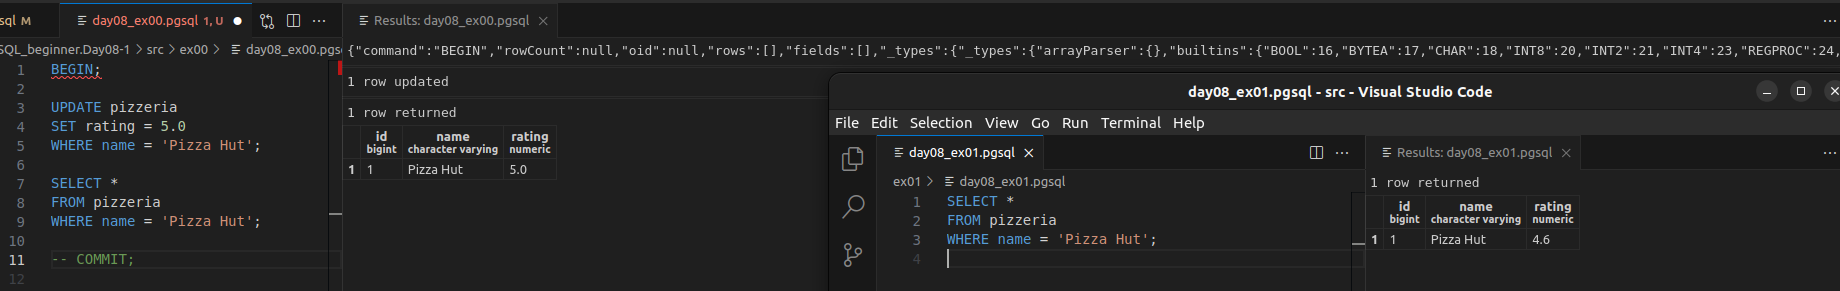 sql M
day08_ex00.pgsql 1, U
Results: day08_ex00.pgsql
SQL_beginner.Day08-1 > src > ex00 > day08_ex00.pgsq
1 BEGIN;
2
3 UPDATE pizzeria
4 SET rating = 5.0
5 WHERE name = 'Pizza Hut';
6
7 SELECT *
8 FROM pizzeria
9 WHERE name = 'Pizza Hut';
10
11 -- COMMIT;
12
{"command":"BEGIN","rowCount":null,"oid":null,"rows":[],"fields":[],"_types":{"_types":{"arrayParser":{},"builtins":{"BOOL":16,"BYTEA":17,"CHAR":18,"INT8":20,"INT2":21,"INT4":23,"REGPROC":24,
1 row updated
1 row returned
id name rating
bigint character varying numeric
1 1 Pizza Hut 5.0
day08_ex01.pgsql - src - Visual Studio Code
File Edit Selection View Go Run Terminal Help
day08_ex01.pgsql
Results: day08_ex01.pgsql
ex01 > day08_ex01.pgsql
1 SELECT *
2 FROM pizzeria
3 WHERE name = 'Pizza Hut';
4
1 row returned
id name rating
bigint character varying numeric
1 1 Pizza Hut 4.6